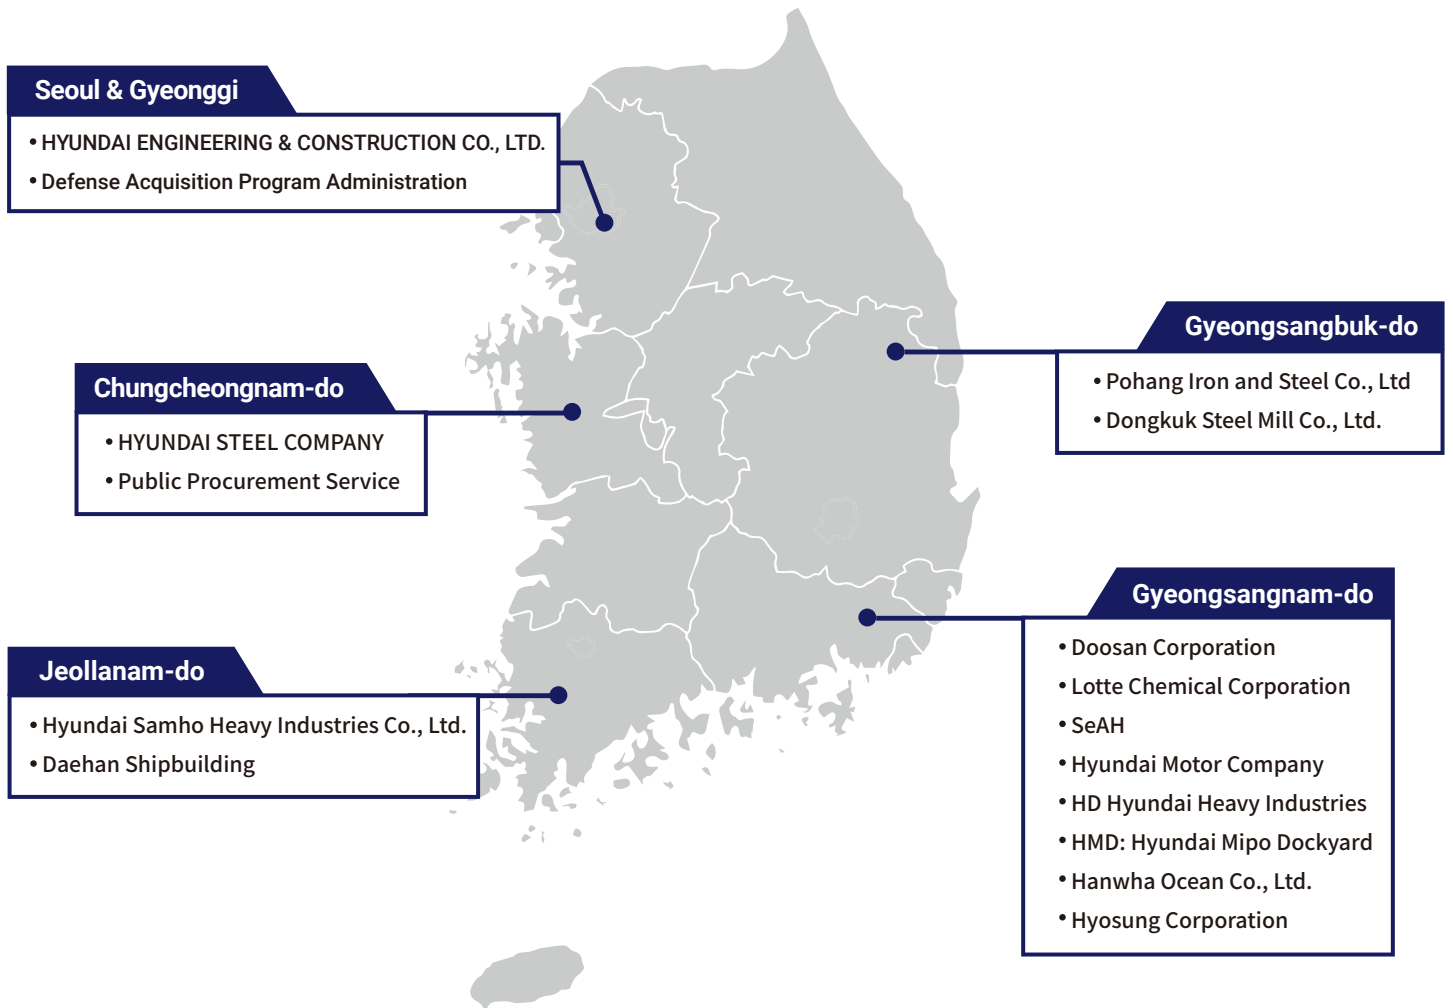 Seoul & Gyeonggi
• HYUNDAI ENGINEERING & CONSTRUCTION CO., LTD.
• Defense Acquisition Program Administration
Chungcheongnam-do
• HYUNDAI STEEL COMPANY
• Public Procurement Service
Jeollanam-do
• Hyundai Samho Heavy Industries Co., Ltd.
• Daehan Shipbuilding
Gyeongsangbuk-do
• Pohang Iron and Steel Co., Ltd
• Dongkuk Steel Mill Co., Ltd.
Gyeongsangnam-do
• Doosan Corporation
• Lotte Chemical Corporation
• SeAH
• Hyundai Motor Company
• HD Hyundai Heavy Industries
• HMD: Hyundai Mipo Dockyard
• Hanwha Ocean Co., Ltd.
• Hyosung Corporation